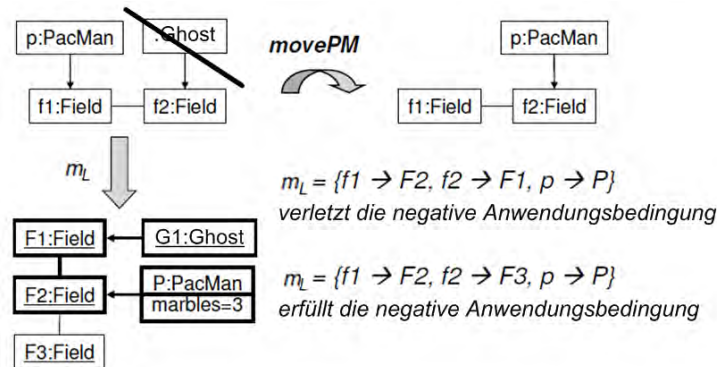 p:PacMan
:Ghost
movePM
p:PacMan
f1:Field
f2:Field
f1:Field
f2:Field
mL
mL = {f1 → F2, f2 → F1, p → P}
verletzt die negative Anwendungsbedingung
F1:Field
G1:Ghost
P:PacMan
mL = {f1 → F2, f2 → F3, p → P}
F2:Field
marbles=3
erfüllt die negative Anwendungsbedingung
F3:Field